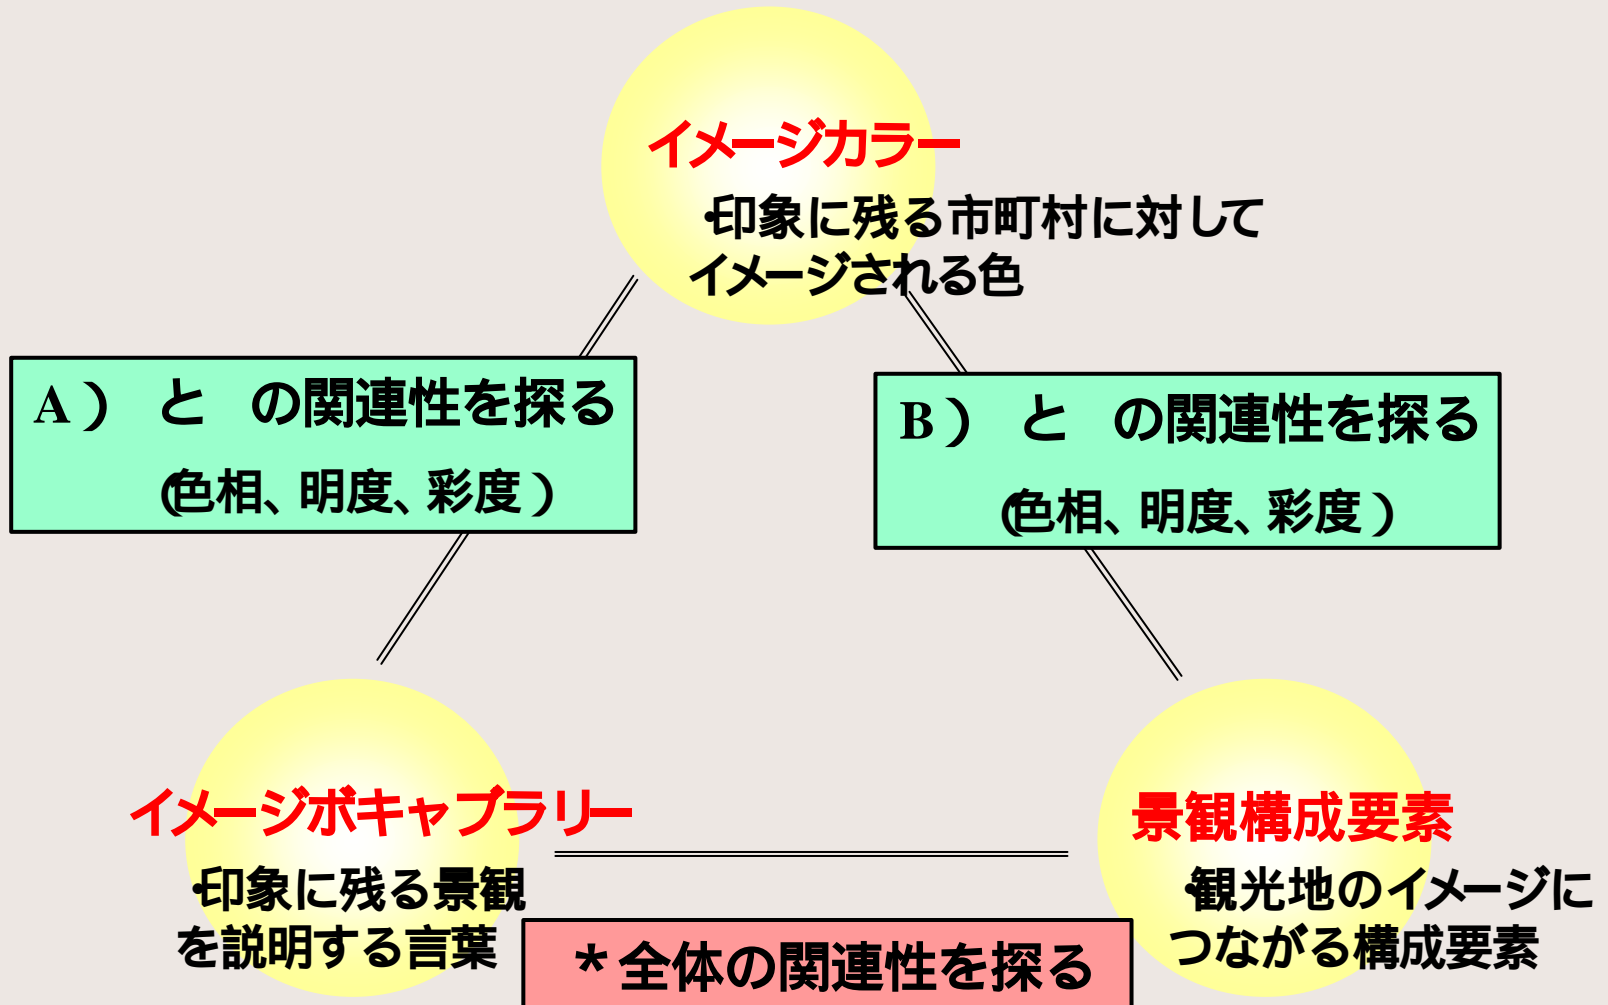 イメージカラー
・印象に残る市町村に対して
イメージされる色
A） と の関連性を探る
（色相、明度、彩度）
B） と の関連性を探る
（色相、明度、彩度）
イメージボキャブラリー
・印象に残る景観
を説明する言葉
景観構成要素
・観光地のイメージに
つながる構成要素
*全体の関連性を探る